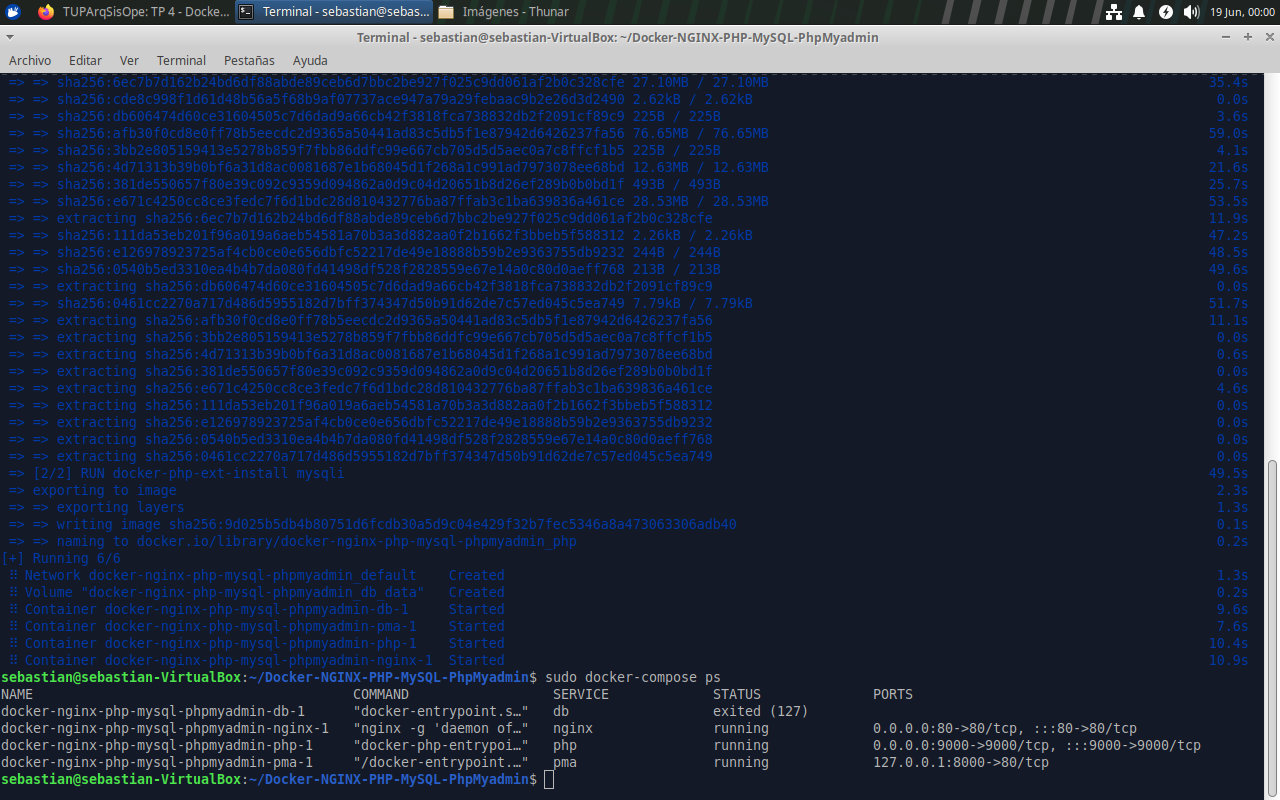 TUPArqSisOpe: TP 4 - Docke... Terminal - sebastian@sebas... Imágenes - Thunar 19 Jun, 00:00
Terminal - sebastian@sebastian-VirtualBox: ~/Docker-NGINX-PHP-MySQL-PhpMyadmin
Archivo Editar Ver Terminal Pestañas Ayuda
=> => sha256:6ec7b7d162b24bd6df88abde89ceb6d7bbc2be927f025c9dd061af2b0c328cfe 27.10MB / 27.10MB 35.4s
=> => sha256:cde8c998f1d61d48b56a5f68b9af07737ace947a79a29febaac9b2e26d3d2490 2.62kB / 2.62kB 0.0s
=> => sha256:db606474d60ce31604505c7d6dad9a66cb42f3818fca738832db2f2091cf89c9 225B / 225B 3.6s
=> => sha256:afb30f0cd8e0ff78b5eecdc2d9365a50441ad83c5db5f1e87942d6426237fa56 76.65MB / 76.65MB 59.0s
=> => sha256:3bb2e805159413e5278b859f7fbb86ddfc99e667cb705d5d5aec0a7c8ffcf1b5 225B / 225B 4.1s
=> => sha256:4d71313b39b0bf6a31d8ac0081687e1b68045d1f268a1c991ad7973078ee68bd 12.63MB / 12.63MB 21.6s
=> => sha256:381de550657f80e39c092c9359d094862a0d9c04d20651b8d26ef289b0b0bd1f 493B / 493B 25.7s
=> => sha256:e671c4250cc8ce3fedc7f6d1bdc28d810432776ba87ffab3c1ba639836a461ce 28.53MB / 28.53MB 53.5s
=> => extracting sha256:6ec7b7d162b24bd6df88abde89ceb6d7bbc2be927f025c9dd061af2b0c328cfe 11.9s
=> => sha256:111da53eb201f96a019a6aeb54581a70b3a3d882aa0f2b1662f3bbeb5f588312 2.26kB / 2.26kB 47.2s
=> => sha256:e126978923725af4cb0ce0e656dbfc52217de49e18888b59b2e9363755db9232 244B / 244B 48.5s
=> => sha256:0540b5ed3310ea4b4b7da080fd41498df528f2828559e67e14a0c80d0aeff768 213B / 213B 49.6s
=> => extracting sha256:db606474d60ce31604505c7d6dad9a66cb42f3818fca738832db2f2091cf89c9 0.0s
=> => sha256:0461cc2270a717d486d5955182d7bff374347d50b91d62de7c57ed045c5ea749 7.79kB / 7.79kB 51.7s
=> => extracting sha256:afb30f0cd8e0ff78b5eecdc2d9365a50441ad83c5db5f1e87942d6426237fa56 11.1s
=> => extracting sha256:3bb2e805159413e5278b859f7fbb86ddfc99e667cb705d5d5aec0a7c8ffcf1b5 0.0s
=> => extracting sha256:4d71313b39b0bf6a31d8ac0081687e1b68045d1f268a1c991ad7973078ee68bd 0.6s
=> => extracting sha256:381de550657f80e39c092c9359d094862a0d9c04d20651b8d26ef289b0b0bd1f 0.0s
=> => extracting sha256:e671c4250cc8ce3fedc7f6d1bdc28d810432776ba87ffab3c1ba639836a461ce 4.6s
=> => extracting sha256:111da53eb201f96a019a6aeb54581a70b3a3d882aa0f2b1662f3bbeb5f588312 0.0s
=> => extracting sha256:e126978923725af4cb0ce0e656dbfc52217de49e18888b59b2e9363755db9232 0.0s
=> => extracting sha256:0540b5ed3310ea4b4b7da080fd41498df528f2828559e67e14a0c80d0aeff768 0.0s
=> => extracting sha256:0461cc2270a717d486d5955182d7bff374347d50b91d62de7c57ed045c5ea749 0.0s
=> [2/2] RUN docker-php-ext-install mysqli 49.5s
=> exporting to image 2.3s
=> => exporting layers 1.3s
=> => writing image sha256:9d025b5db4b80751d6fcdb30a5d9c04e429f32b7fec5346a8a473063306adb40 0.1s
=> => naming to docker.io/library/docker-nginx-php-mysql-phpmyadmin_php 0.2s
[+] Running 6/6
⠿ Network docker-nginx-php-mysql-phpmyadmin_default Created 1.3s
⠿ Volume "docker-nginx-php-mysql-phpmyadmin_db_data" Created 0.2s
⠿ Container docker-nginx-php-mysql-phpmyadmin-db-1 Started 9.6s
⠿ Container docker-nginx-php-mysql-phpmyadmin-pma-1 Started 7.6s
⠿ Container docker-nginx-php-mysql-phpmyadmin-php-1 Started 10.4s
⠿ Container docker-nginx-php-mysql-phpmyadmin-nginx-1 Started 10.9s
sebastian@sebastian-VirtualBox:~/Docker-NGINX-PHP-MySQL-PhpMyadmin$ sudo docker-compose ps
NAME COMMAND SERVICE STATUS PORTS
docker-nginx-php-mysql-phpmyadmin-db-1 "docker-entrypoint.s…" db exited (127)
docker-nginx-php-mysql-phpmyadmin-nginx-1 "nginx -g 'daemon of…" nginx running 0.0.0.0:80->80/tcp, :::80->80/tcp
docker-nginx-php-mysql-phpmyadmin-php-1 "docker-php-entrypoi…" php running 0.0.0.0:9000->9000/tcp, :::9000->9000/tcp
docker-nginx-php-mysql-phpmyadmin-pma-1 "/docker-entrypoint.…" pma running 127.0.0.1:8000->80/tcp
sebastian@sebastian-VirtualBox:~/Docker-NGINX-PHP-MySQL-PhpMyadmin$